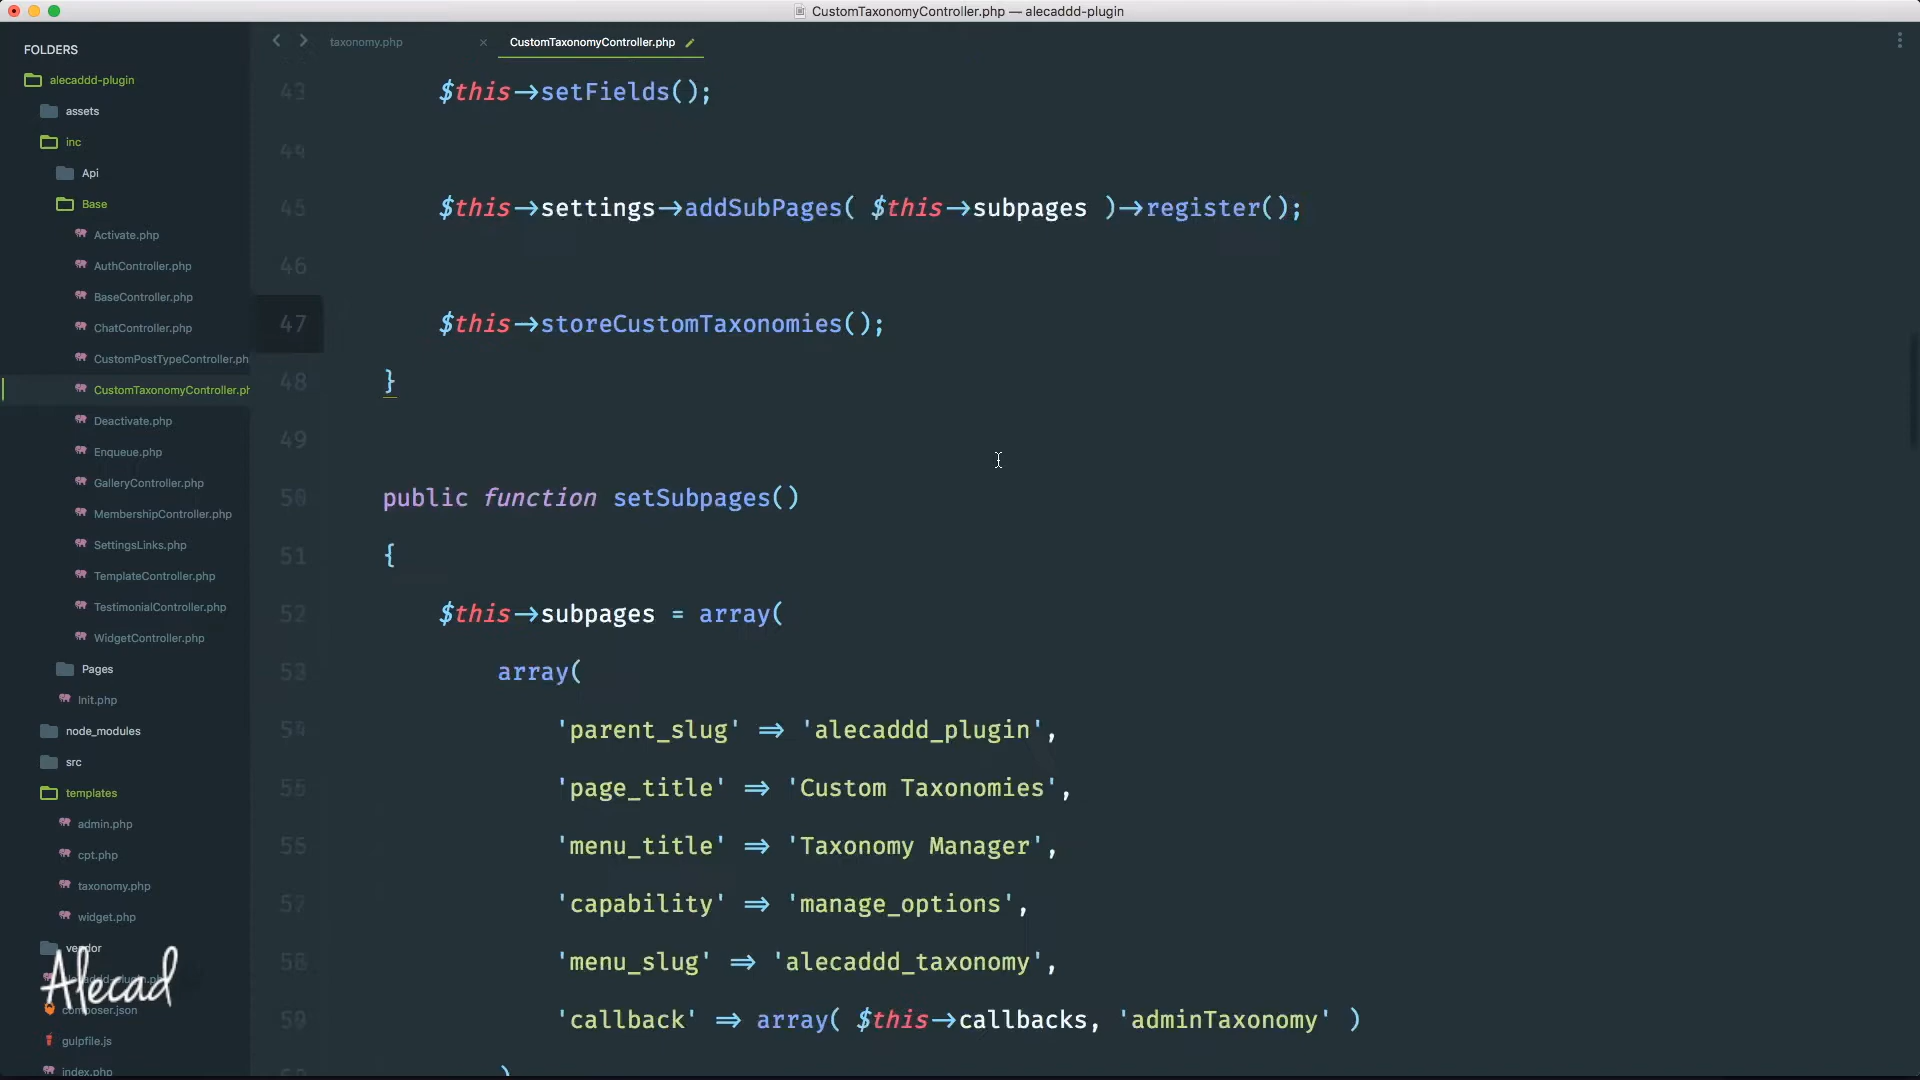 CustomTaxonomyController.php — alecaddd-plugin
FOLDERS
alecaddd-plugin
assets
inc
Api
Base
Activate.php
AuthController.php
BaseController.php
ChatController.php
CustomPostTypeController.ph
CustomTaxonomyController.ph
Deactivate.php
Enqueue.php
GalleryController.php
MembershipController.php
SettingsLinks.php
TemplateController.php
TestimonialController.php
WidgetController.php
Pages
Init.php
node_modules
src
templates
admin.php
cpt.php
taxonomy.php
widget.php
vendor
Alecad
composer.json
gulpfile.js
index.php
taxonomy.php
CustomTaxonomyController.php
43 $this->setFields();
44
45 $this->settings->addSubPages( $this->subpages )->register();
46
47 $this->storeCustomTaxonomies();
48 }
49
50 public function setSubpages()
51 {
52 $this->subpages = array(
53 array(
54 'parent_slug' => 'alecaddd_plugin',
55 'page_title' => 'Custom Taxonomies',
'menu_title' => 'Taxonomy Manager',
57 'capability' => 'manage_options',
58 'menu_slug' => 'alecaddd_taxonomy',
'callback' => array( $this->callbacks, 'adminTaxonomy' )
)